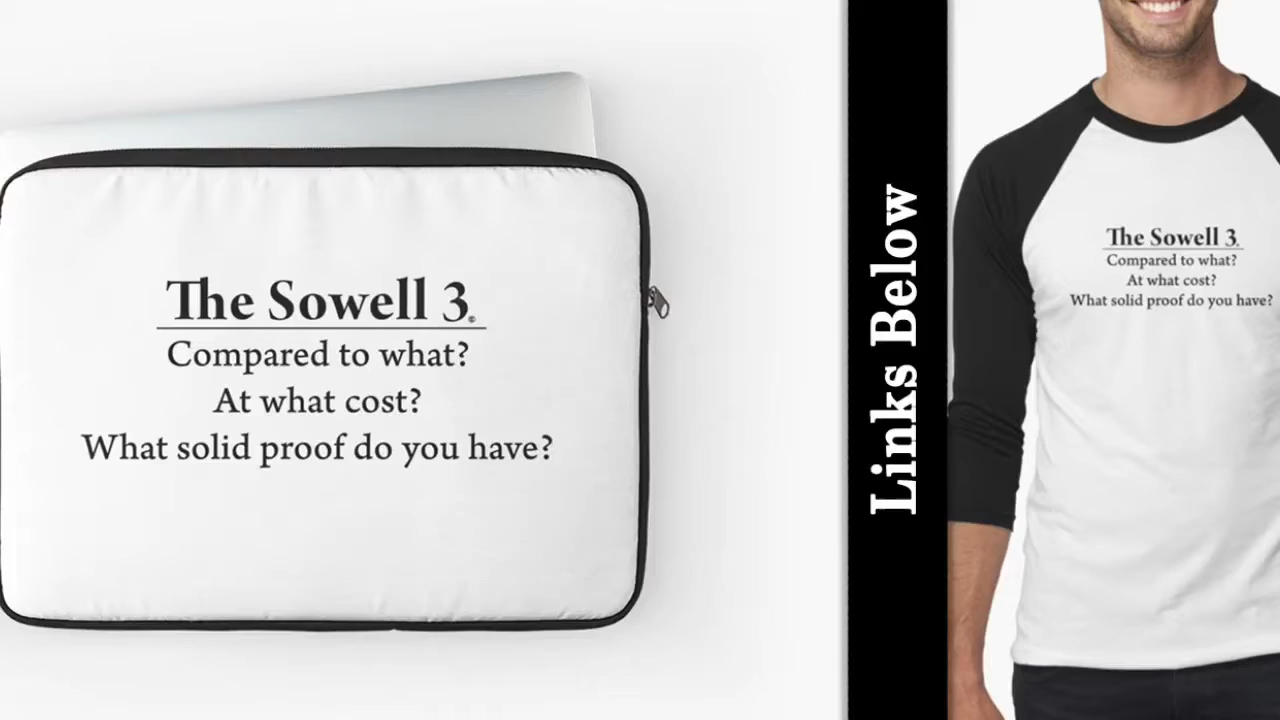 The Sowell 3.
Compared to what?
At what cost?
What solid proof do you have?
Links Below
The Sowell 3.
Compared to what?
At what cost?
What solid proof do you have?